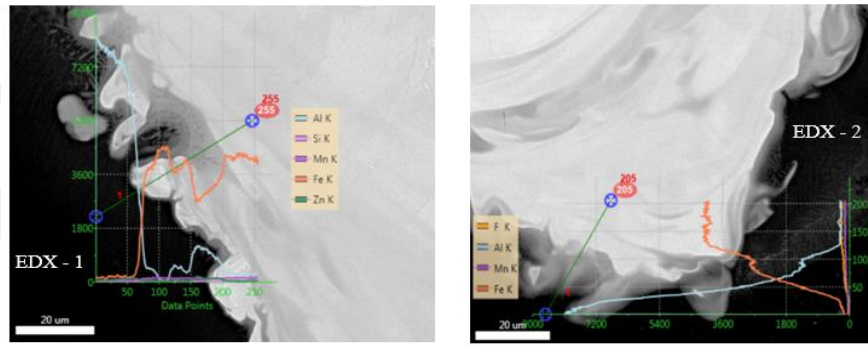 9000
7200
5400
3600
1800
0
255
255
1
Al K
Si K
Mn K
Fe K
Zn K
EDX - 1
50 100 150 200 250
Data Points
20 um
EDX - 2
205
205
F K
Al K
Mn K
Fe K
200
150
100
50
9000 7200 5400 3600 1800 0
20 um